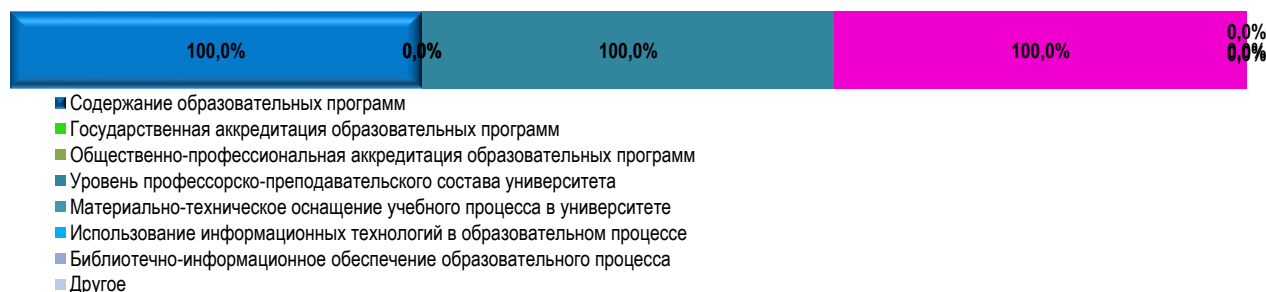 0,0%
100,0% 0,0% 100,0% 100,0% 0,0%
Содержание образовательных программ
Государственная аккредитация образовательных программ
Общественно-профессиональная аккредитация образовательных программ
Уровень профессорско-преподавательского состава университета
Материально-техническое оснащение учебного процесса в университете
Использование информационных технологий в образовательном процессе
Библиотечно-информационное обеспечение образовательного процесса
Другое